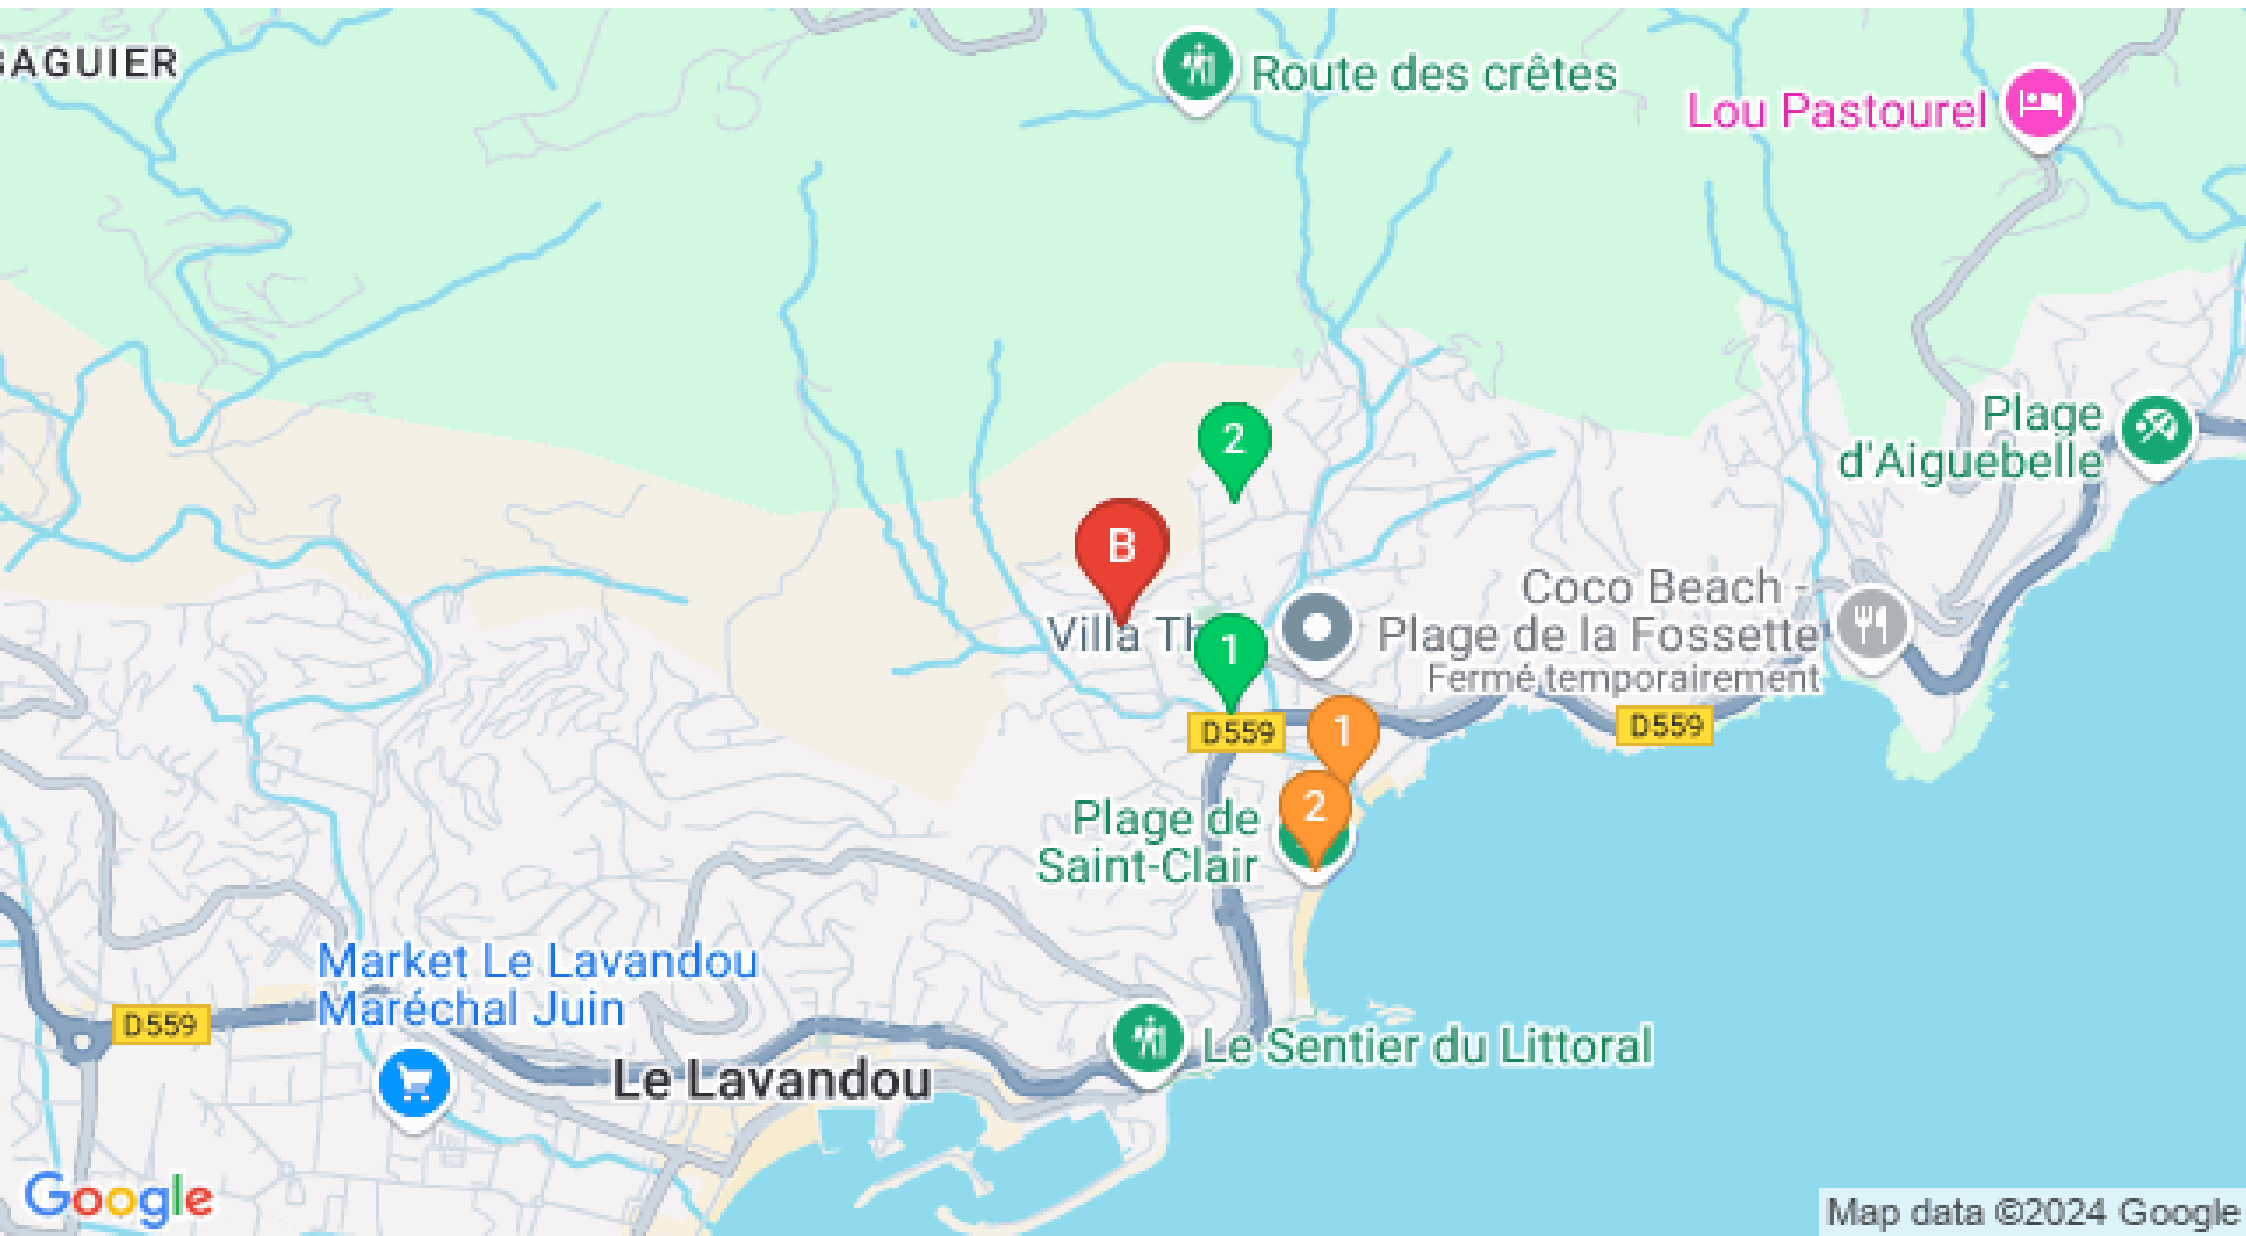 Route des crêtes
Lou Pastourel
Plage
d'Aiguebelle
2
B
Coco Beach -
Plage de la Fossette
Fermé temporairement
Villa
1
D559
D559
1
2
Plage de
Saint-Clair
Market Le Lavandou
Maréchal Juin
D559
Le Sentier du Littoral
Le Lavandou
Google
Map data ©2024 Google